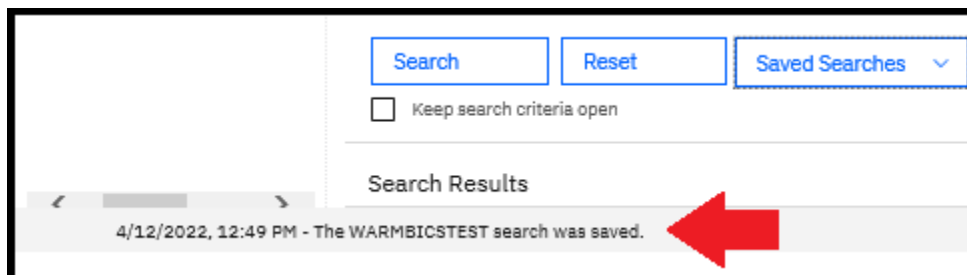 Search Reset Saved Searches
Keep search criteria open
Search Results
4/12/2022, 12:49 PM - The WARMBICSTEST search was saved.